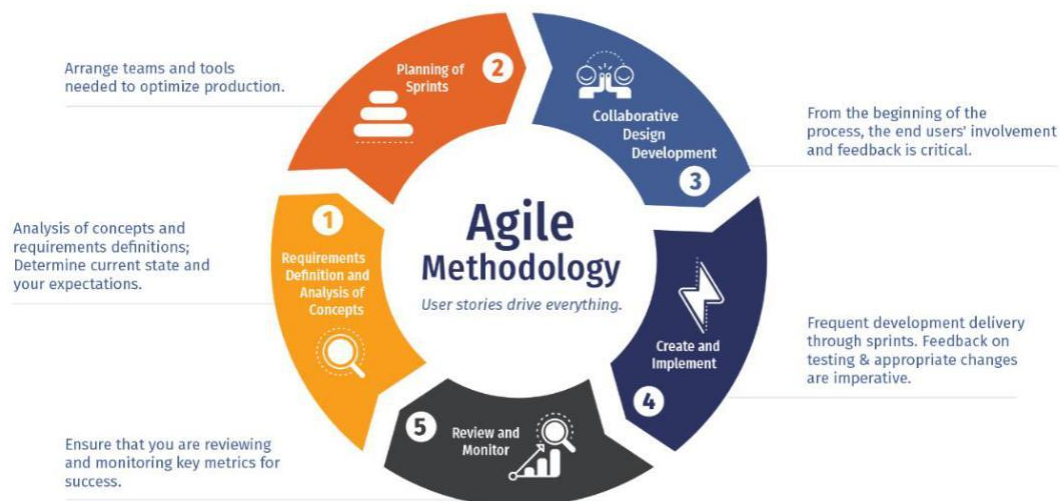 Agile
Methodology
User stories drive everything.
1
Requirements
Definition and
Analysis of
Concepts
Analysis of concepts and
requirements definitions;
Determine current state and
your expectations.
2
Planning of
Sprints
Arrange teams and tools
needed to optimize production.
Collaborative
Design
Development
3
From the beginning of the
process, the end users' involvement
and feedback is critical.
Create and
Implement
4
Frequent development delivery
through sprints. Feedback on
testing & appropriate changes
are imperative.
5
Review and
Monitor
Ensure that you are reviewing
and monitoring key metrics for
success.